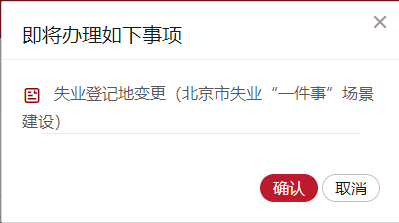 即将办理如下事项
失业登记地变更（北京市失业“一件事”场景
建设）
确认 取消